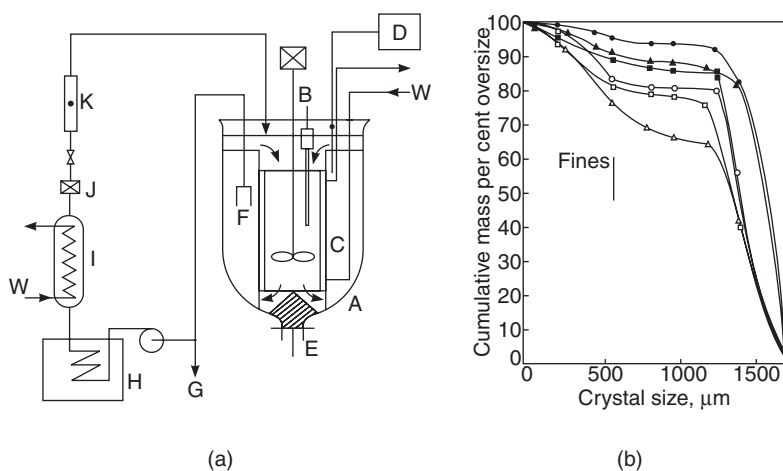 D
K
B
W
J
F
C
I
W
A
E
H
G
(a)
100
90
80
70
60
50
40
30
20
10
0
Cumulative mass per cent oversize
Fines
0 500 1000 1500
Crystal size, μm
(b)